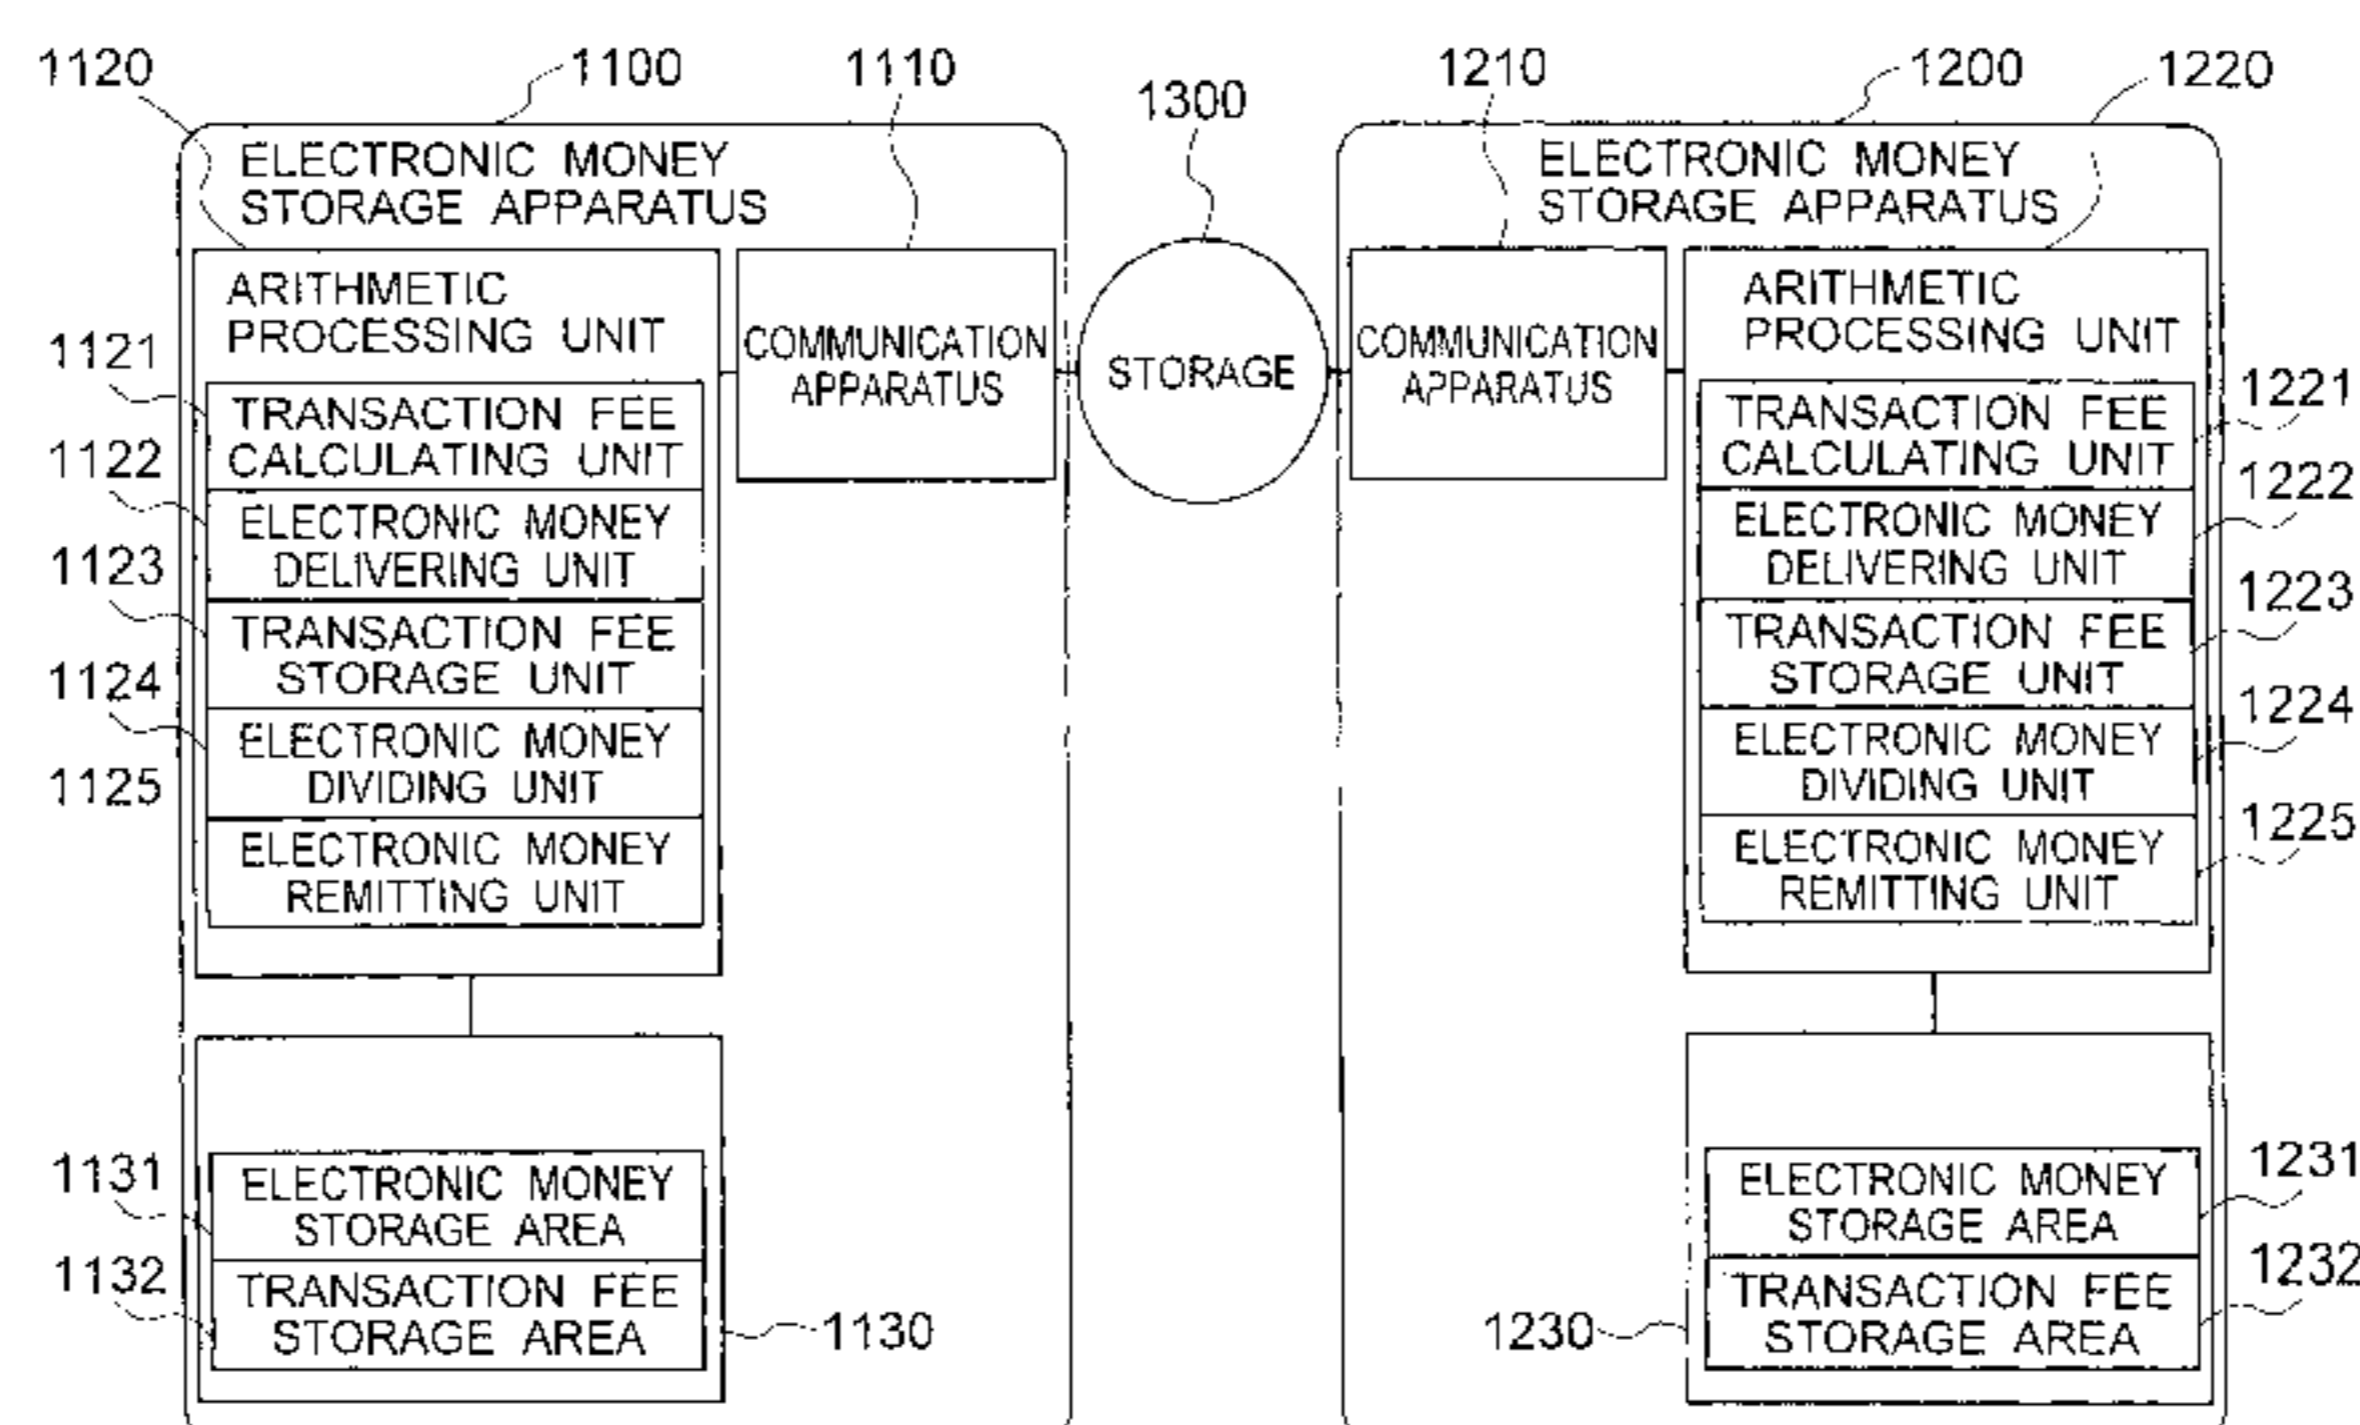 1120
1100
1110
1300
1210
1200
1220
ELECTRONIC MONEY
STORAGE APPARATUS
ARITHMETIC
PROCESSING UNIT
1121
TRANSACTION FEE
CALCULATING UNIT
1122
ELECTRONIC MONEY
DELIVERING UNIT
1123
TRANSACTION FEE
STORAGE UNIT
1124
ELECTRONIC MONEY
DIVIDING UNIT
1125
ELECTRONIC MONEY
REMITTING UNIT
COMMUNICATION
APPARATUS
STORAGE
1131
ELECTRONIC MONEY
STORAGE AREA
1132
TRANSACTION FEE
STORAGE AREA
1130
ELECTRONIC MONEY
STORAGE APPARATUS
COMMUNICATION
APPARATUS
ARITHMETIC
PROCESSING UNIT
TRANSACTION FEE
CALCULATING UNIT
1221
ELECTRONIC MONEY
DELIVERING UNIT
1222
TRANSACTION FEE
STORAGE UNIT
1223
ELECTRONIC MONEY
DIVIDING UNIT
1224
ELECTRONIC MONEY
REMITTING UNIT
1225
ELECTRONIC MONEY
STORAGE AREA
1231
TRANSACTION FEE
STORAGE AREA
1232
1230